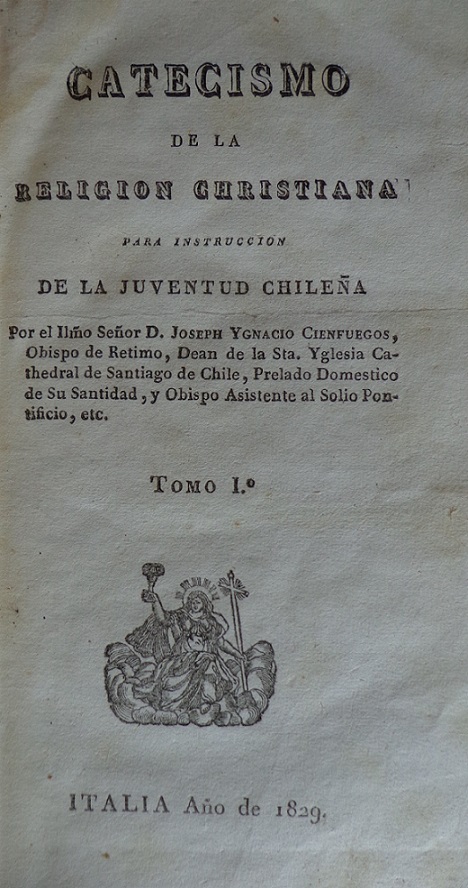 CATECISMO
DE LA
RELIGION CHRISTIANA
PARA INSTRUCCION
DE LA JUVENTUD CHILEÑA
Por el Ilm̃o Señor D. JOSEPH YGNACIO CIENFUEGOS,
Obispo de Retimo, Dean de la Sta. Yglesia Ca-
thedral de Santiago de Chile, Prelado Domestico
de Su Santidad, y Obispo Asistente al Solio Pon-
tificio, etc.
TOMO I.º
ITALIA Año de 1829.